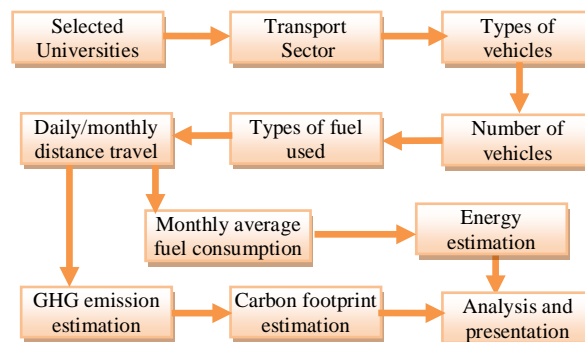 Selected
Universities
Transport
Sector
Types of
vehicles
Daily/monthly
distance travel
Types of fuel
used
Number of
vehicles
Monthly average
fuel consumption
Energy
estimation
GHG emission
estimation
Carbon footprint
estimation
Analysis and
presentation